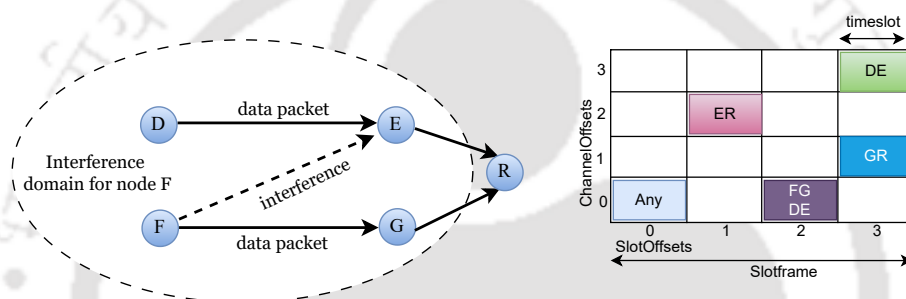 D
data packet
E
Interference
domain for node F
interference
R
F
data packet
G
timeslot
ChannelOffsets
3
DE
2
ER
1
GR
0
Any
FG
DE
0
1
2
3
SlotOffsets
Slotframe